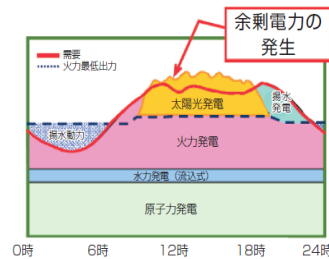 余剰電力の
発生
需要
火力最低出力
太陽光発電
揚水
発電
揚水動力
火力発電
水力発電(流込式)
原子力発電
0時 6時 12時 18時 24時